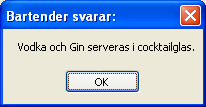 Bartender svarar:
Vodka och Gin serveras i cocktailglas.
OK